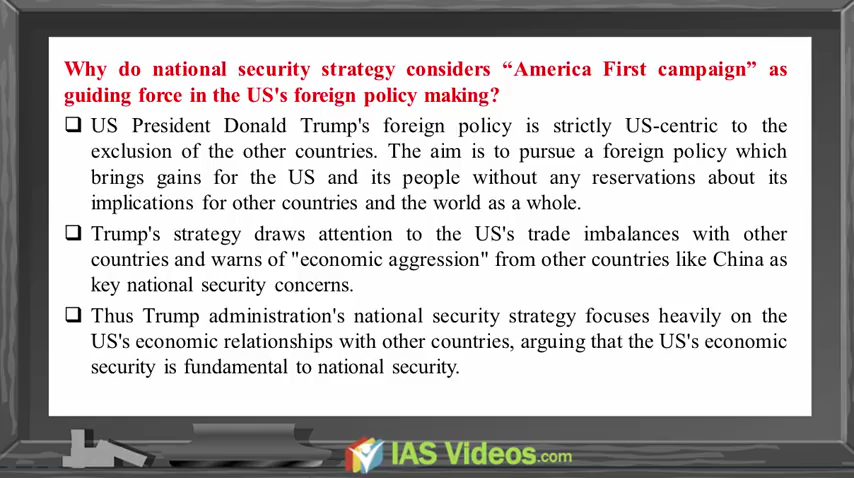 Why do national security strategy considers “America First campaign” as
guiding force in the US's foreign policy making?
❑ US President Donald Trump's foreign policy is strictly US-centric to the
exclusion of the other countries. The aim is to pursue a foreign policy which
brings gains for the US and its people without any reservations about its
implications for other countries and the world as a whole.
❑ Trump's strategy draws attention to the US's trade imbalances with other
countries and warns of "economic aggression" from other countries like China as
key national security concerns.
❑ Thus Trump administration's national security strategy focuses heavily on the
US's economic relationships with other countries, arguing that the US's economic
security is fundamental to national security.
IAS Videos.com